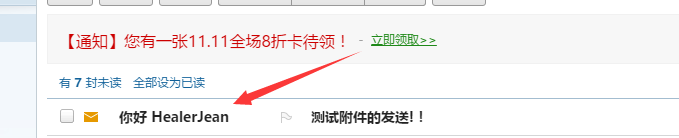 【通知】您有一张11.11全场8折卡待领！ - 立即领取>>
有 7 封未读 全部设为已读
你好 HealerJean 测试附件的发送! !